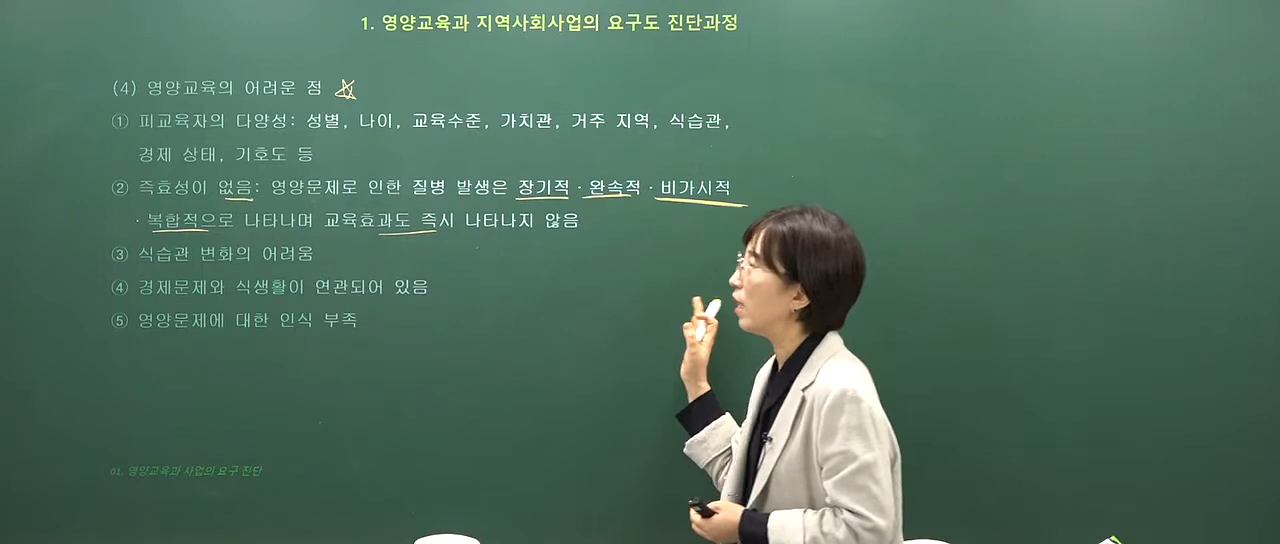 1. 영양교육과 지역사회사업의 요구도 진단과정
(4) 영양교육의 어려운 점
① 피교육자의 다양성: 성별, 나이, 교육수준, 가치관, 거주 지역, 식습관,
경제 상태, 기호도 등
② 즉효성이 없음: 영양문제로 인한 질병 발생은 장기적 · 완속적 · 비가시적
· 복합적으로 나타나며 교육효과도 즉시 나타나지 않음
③ 식습관 변화의 어려움
④ 경제문제와 식생활이 연관되어 있음
⑤ 영양문제에 대한 인식 부족
01. 영양교육과 사업의 요구 진단